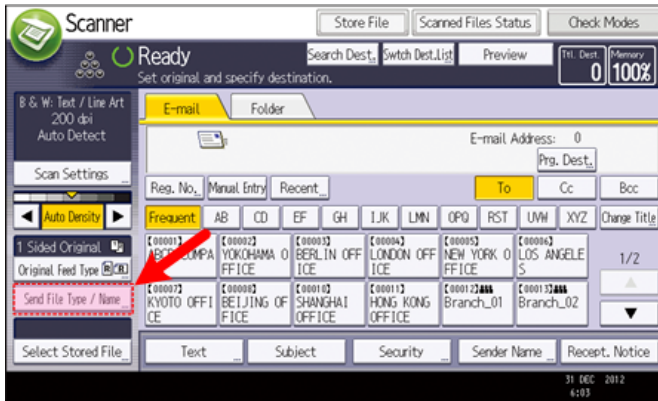 Scanner
Store File
Scanned Files Status
Check Modes
Ready
Search Dest.
Swtch Dest.List
Preview
Ttl. Dest.
0
Memory
100%
Set original and specify destination.
B & W: Text / Line Art
200 dpi
Auto Detect
Scan Settings
E-mail
Folder
E-mail Address: 0
Prg. Dest.
Reg. No.
Manual Entry
Recent
To
Cc
Bcc
Auto Density
Frequent
AB
CD
EF
GH
IJK
LMN
OPQ
RST
UVW
XYZ
Change Title
1 Sided Original
Original Feed Type
Send File Type / Name
Select Stored File
[00001]
ABCD COMPA
[00002]
YOKOHAMA O
FFICE
[00003]
BERLIN OFF
ICE
[00004]
LONDON OFF
ICE
[00005]
NEW YORK O
FFICE
[00006]
LOS ANGELE
S
1/2
[00007]
KYOTO OFFI
CE
[00008]
BEIJING OF
FICE
[00010]
SHANGHAI
OFFICE
[00011]
HONG KONG
OFFICE
[00012]
Branch_01
[00013]
Branch_02
Text
Subject
Security
Sender Name
Recept. Notice
31 DEC 2012
6:03